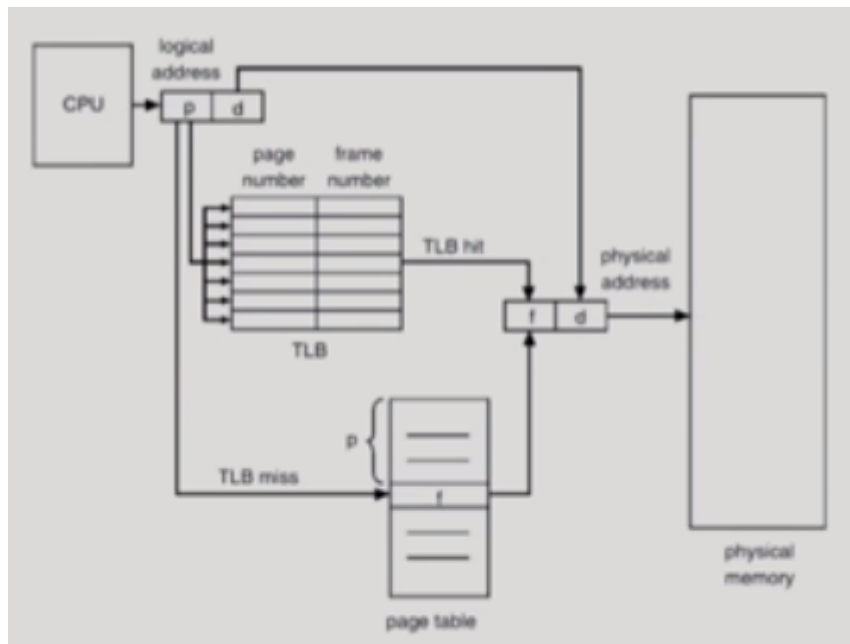 logical
address
CPU
p
d
page
number
frame
number
TLB hit
physical
address
f
d
TLB
p
TLB miss
f
physical
memory
page table